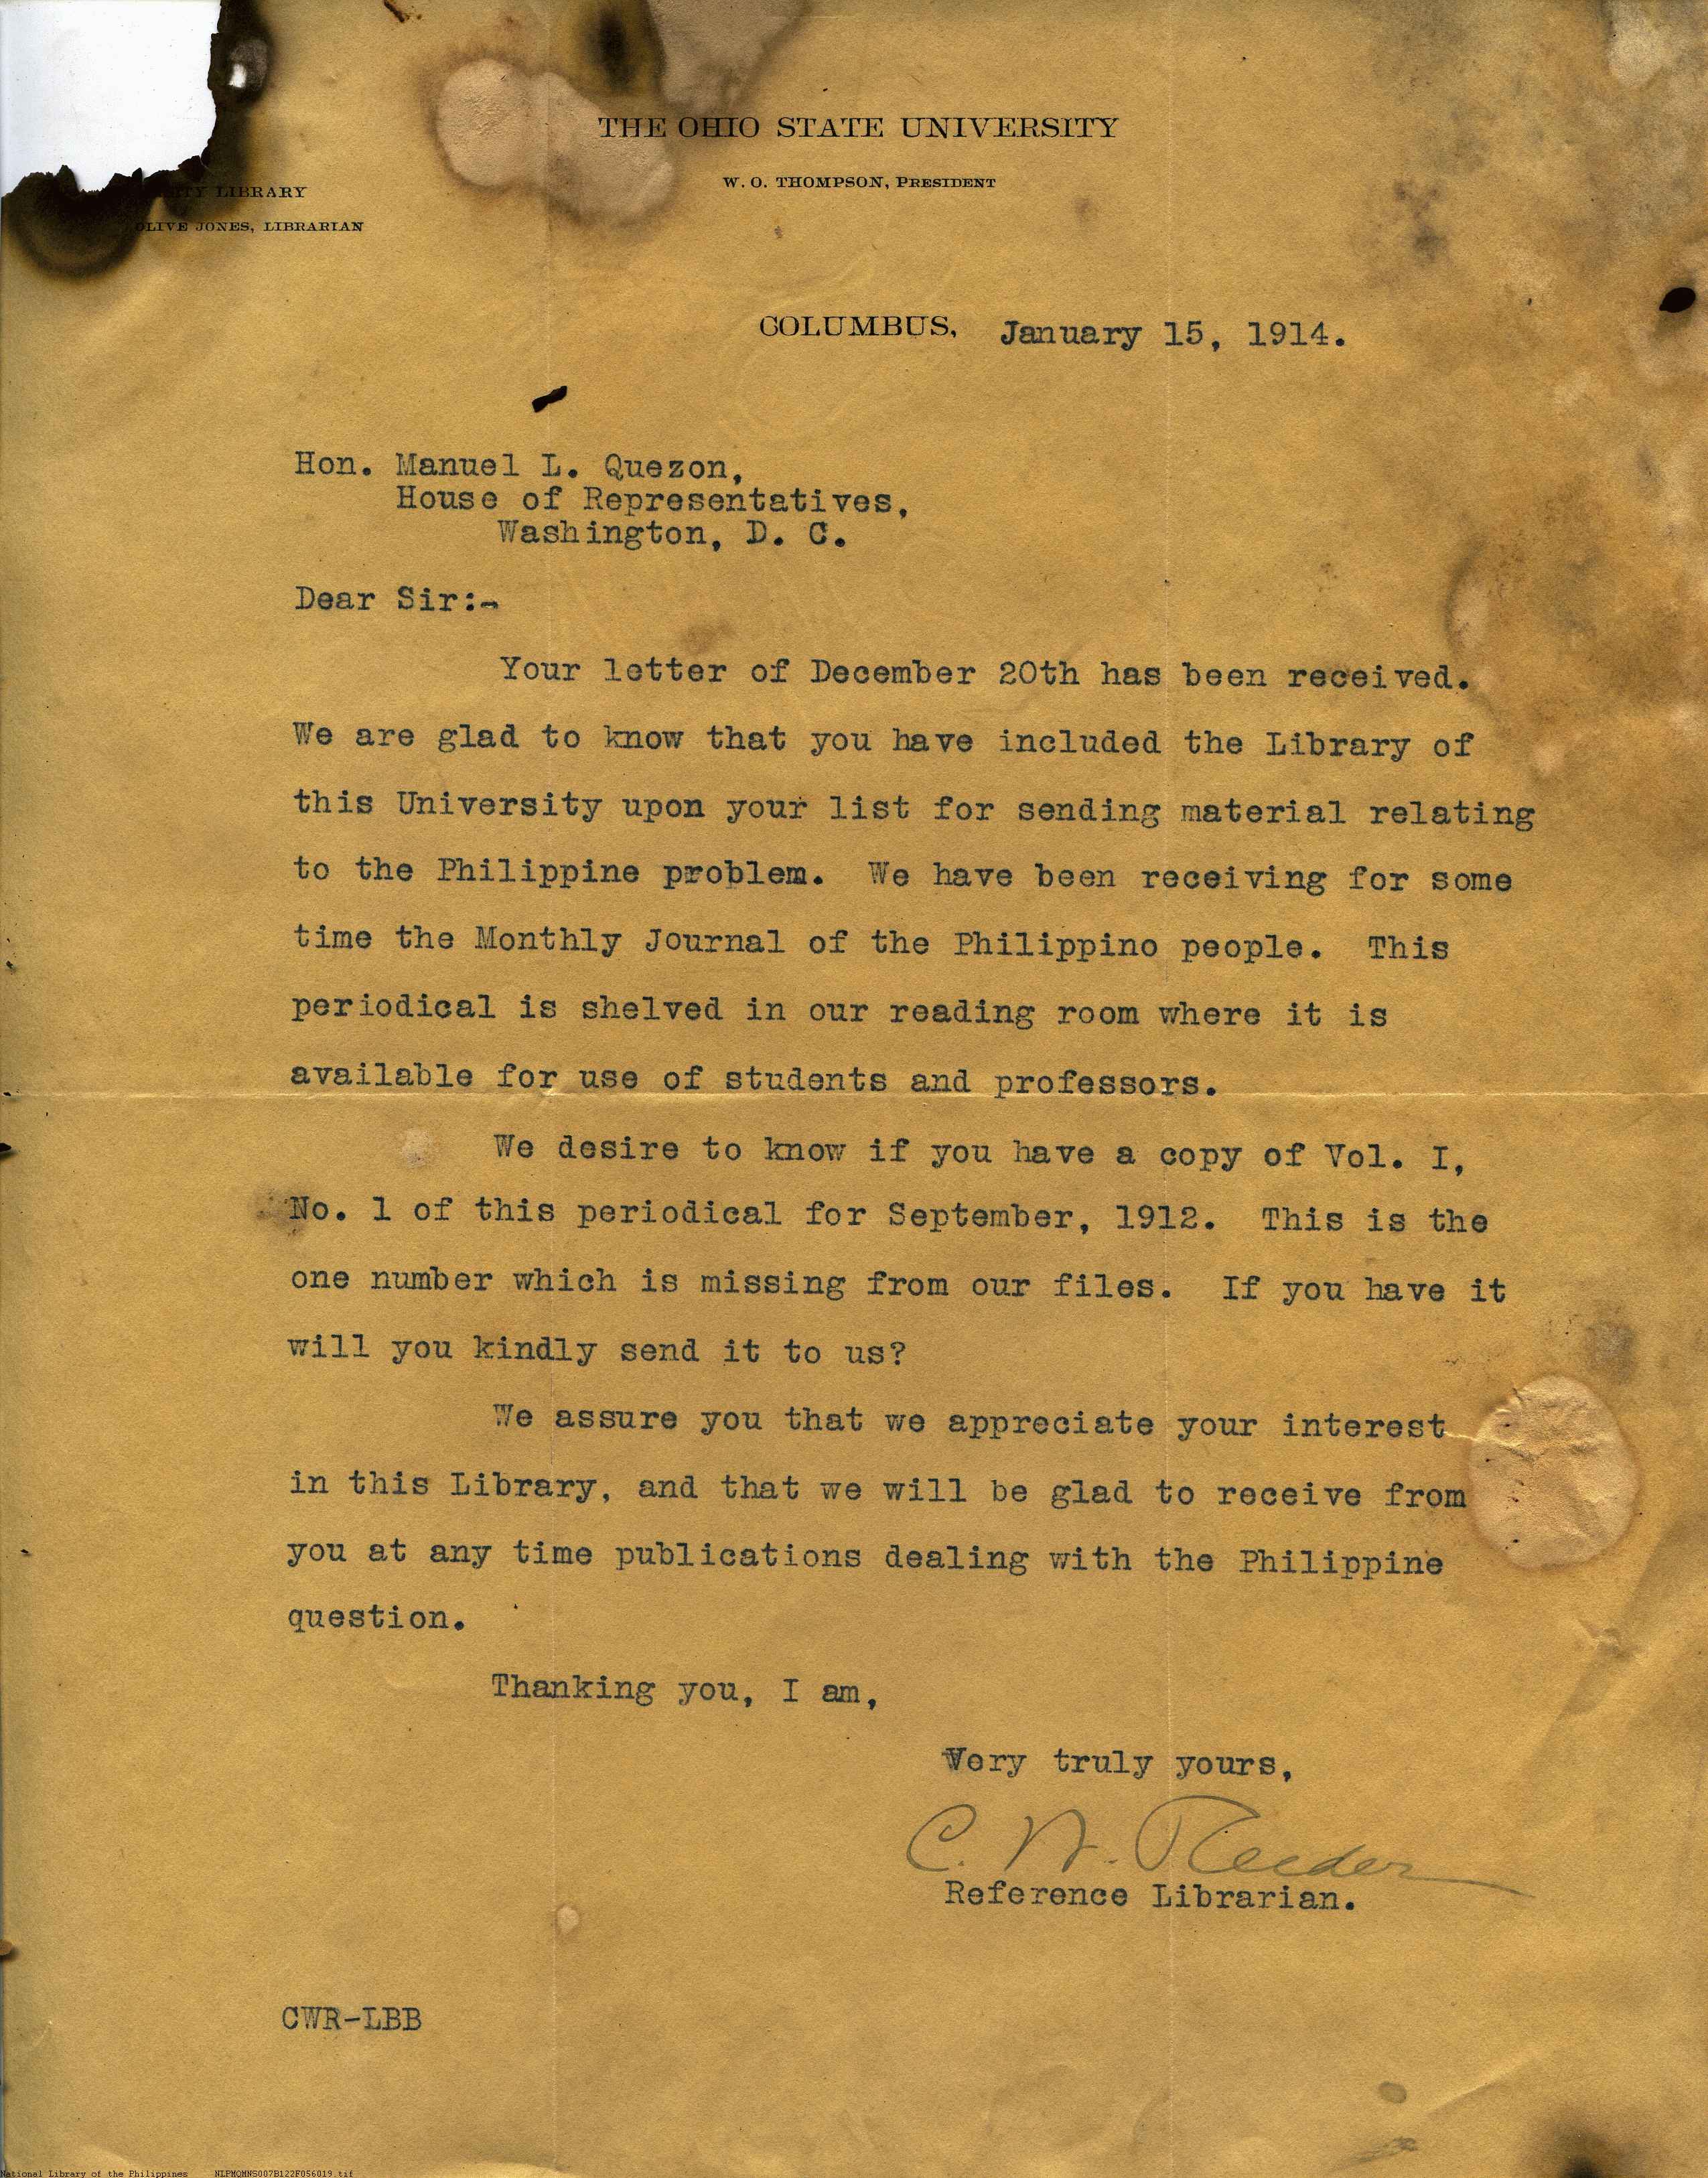 THE OHIO STATE UNIVERSITY
W. O. THOMPSON, PRESIDENT
LIBRARY
OLIVE JONES, LIBRARIAN
COLUMBUS, January 15, 1914.
Hon. Manuel L. Quezon,
House of Representatives,
Washington, D. C.
Dear Sir:-
Your letter of December 20th has been received.
We are glad to know that you have included the Library of
this University upon your list for sending material relating
to the Philippine problem. We have been receiving for some
time the Monthly Journal of the Philippino people. This
periodical is shelved in our reading room where it is
available for use of students and professors.
We desire to know if you have a copy of Vol. I,
No. 1 of this periodical for September, 1912. This is the
one number which is missing from our files. If you have it
will you kindly send it to us?
We assure you that we appreciate your interest
in this Library, and that we will be glad to receive from
you at any time publications dealing with the Philippine
question.
Thanking you, I am,
Very truly yours,
C. W. Reeder
Reference Librarian.
CWR-LBB
National Library of the Philippines NLPMQMNS007B122F056019.tif